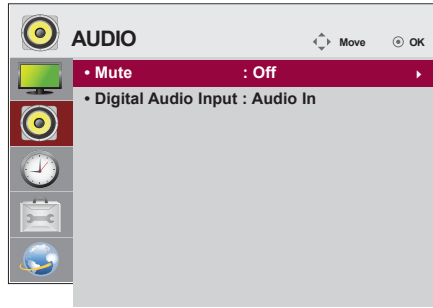 AUDIO
Move
OK
• Mute : Off
• Digital Audio Input : Audio In